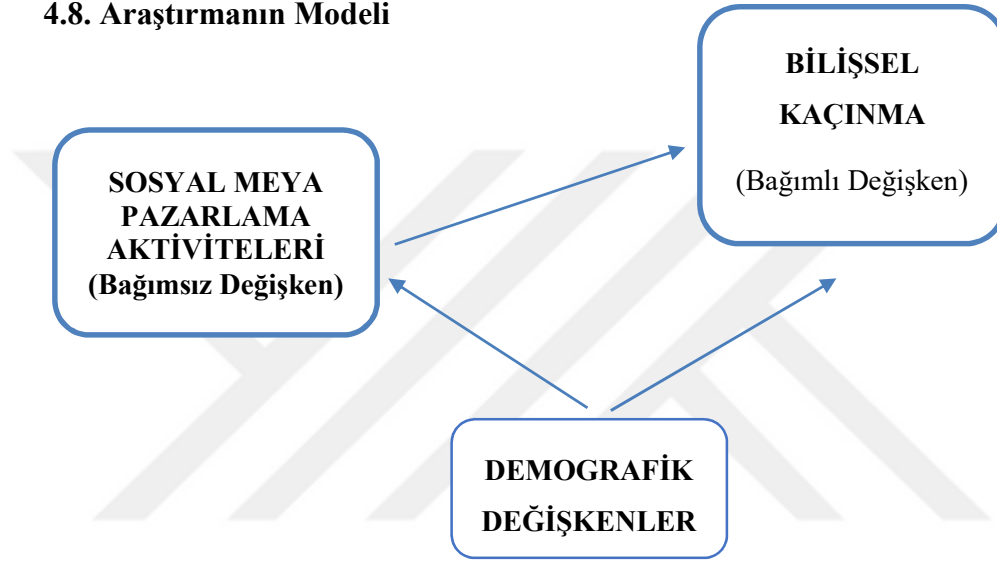 4.8. Araştırmanın Modeli
BİLİŞSEL
KAÇINMA
(Bağımlı Değişken)
SOSYAL MEYA
PAZARLAMA
AKTİVİTELERİ
(Bağımsız Değişken)
DEMOGRAFİK
DEĞİŞKENLER